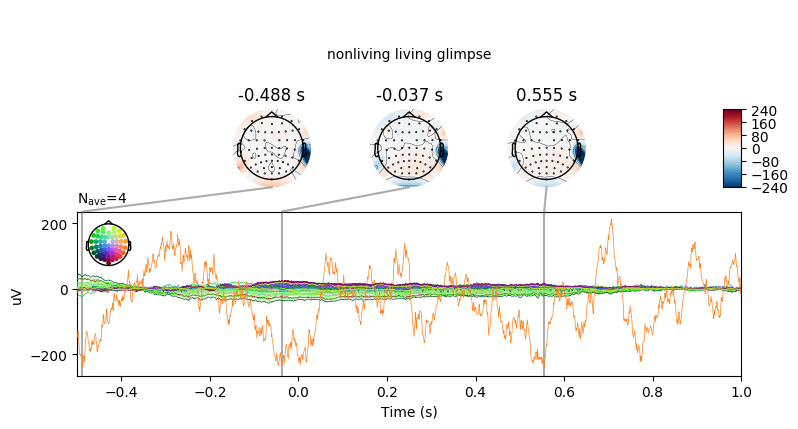 nonliving living glimpse
-0.488 s -0.037 s 0.555 s
240
160
80
0
−80
−160
−240
Nave=4
200
0
−200
uV
−0.4 −0.2 0.0 0.2 0.4 0.6 0.8 1.0
Time (s)